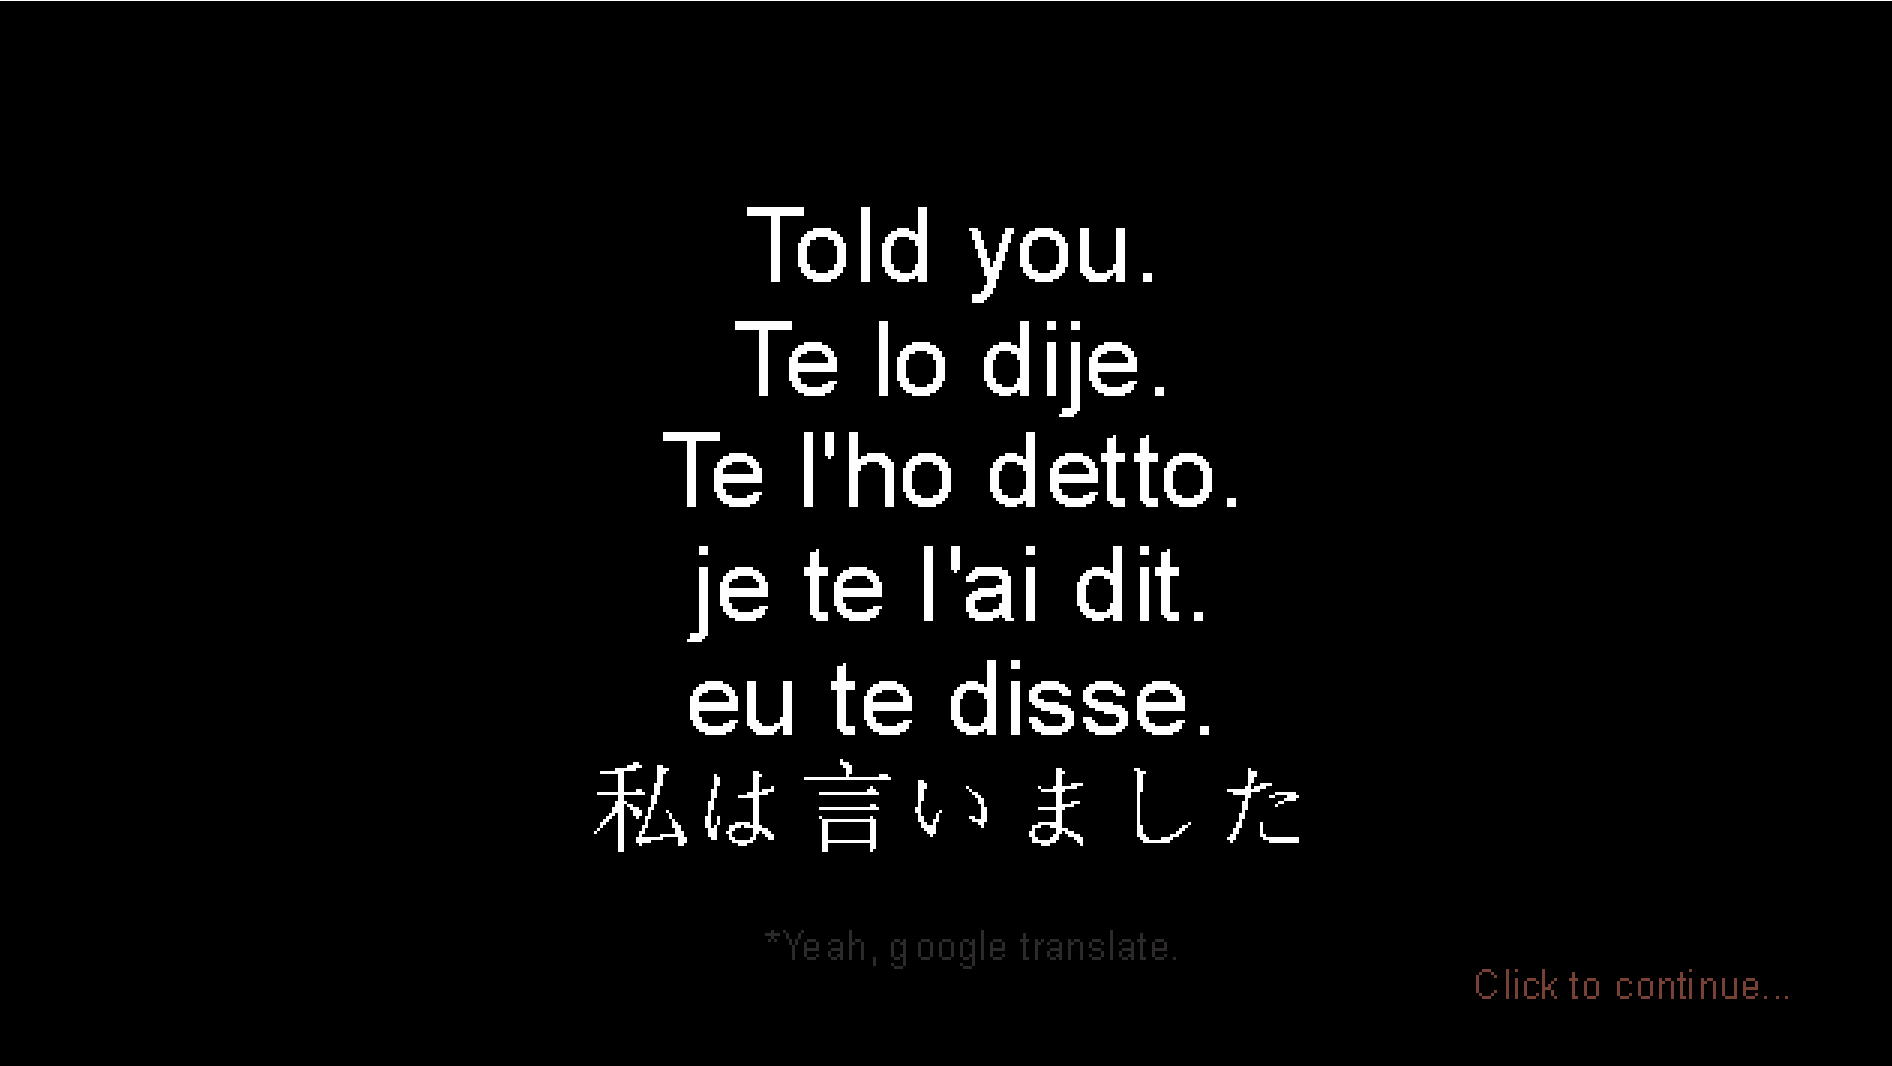 Told you.
Te lo dije.
Te l'ho detto.
je te l'ai dit.
eu te disse.
私は言いました
*Yeah, google translate.
Click to continue...